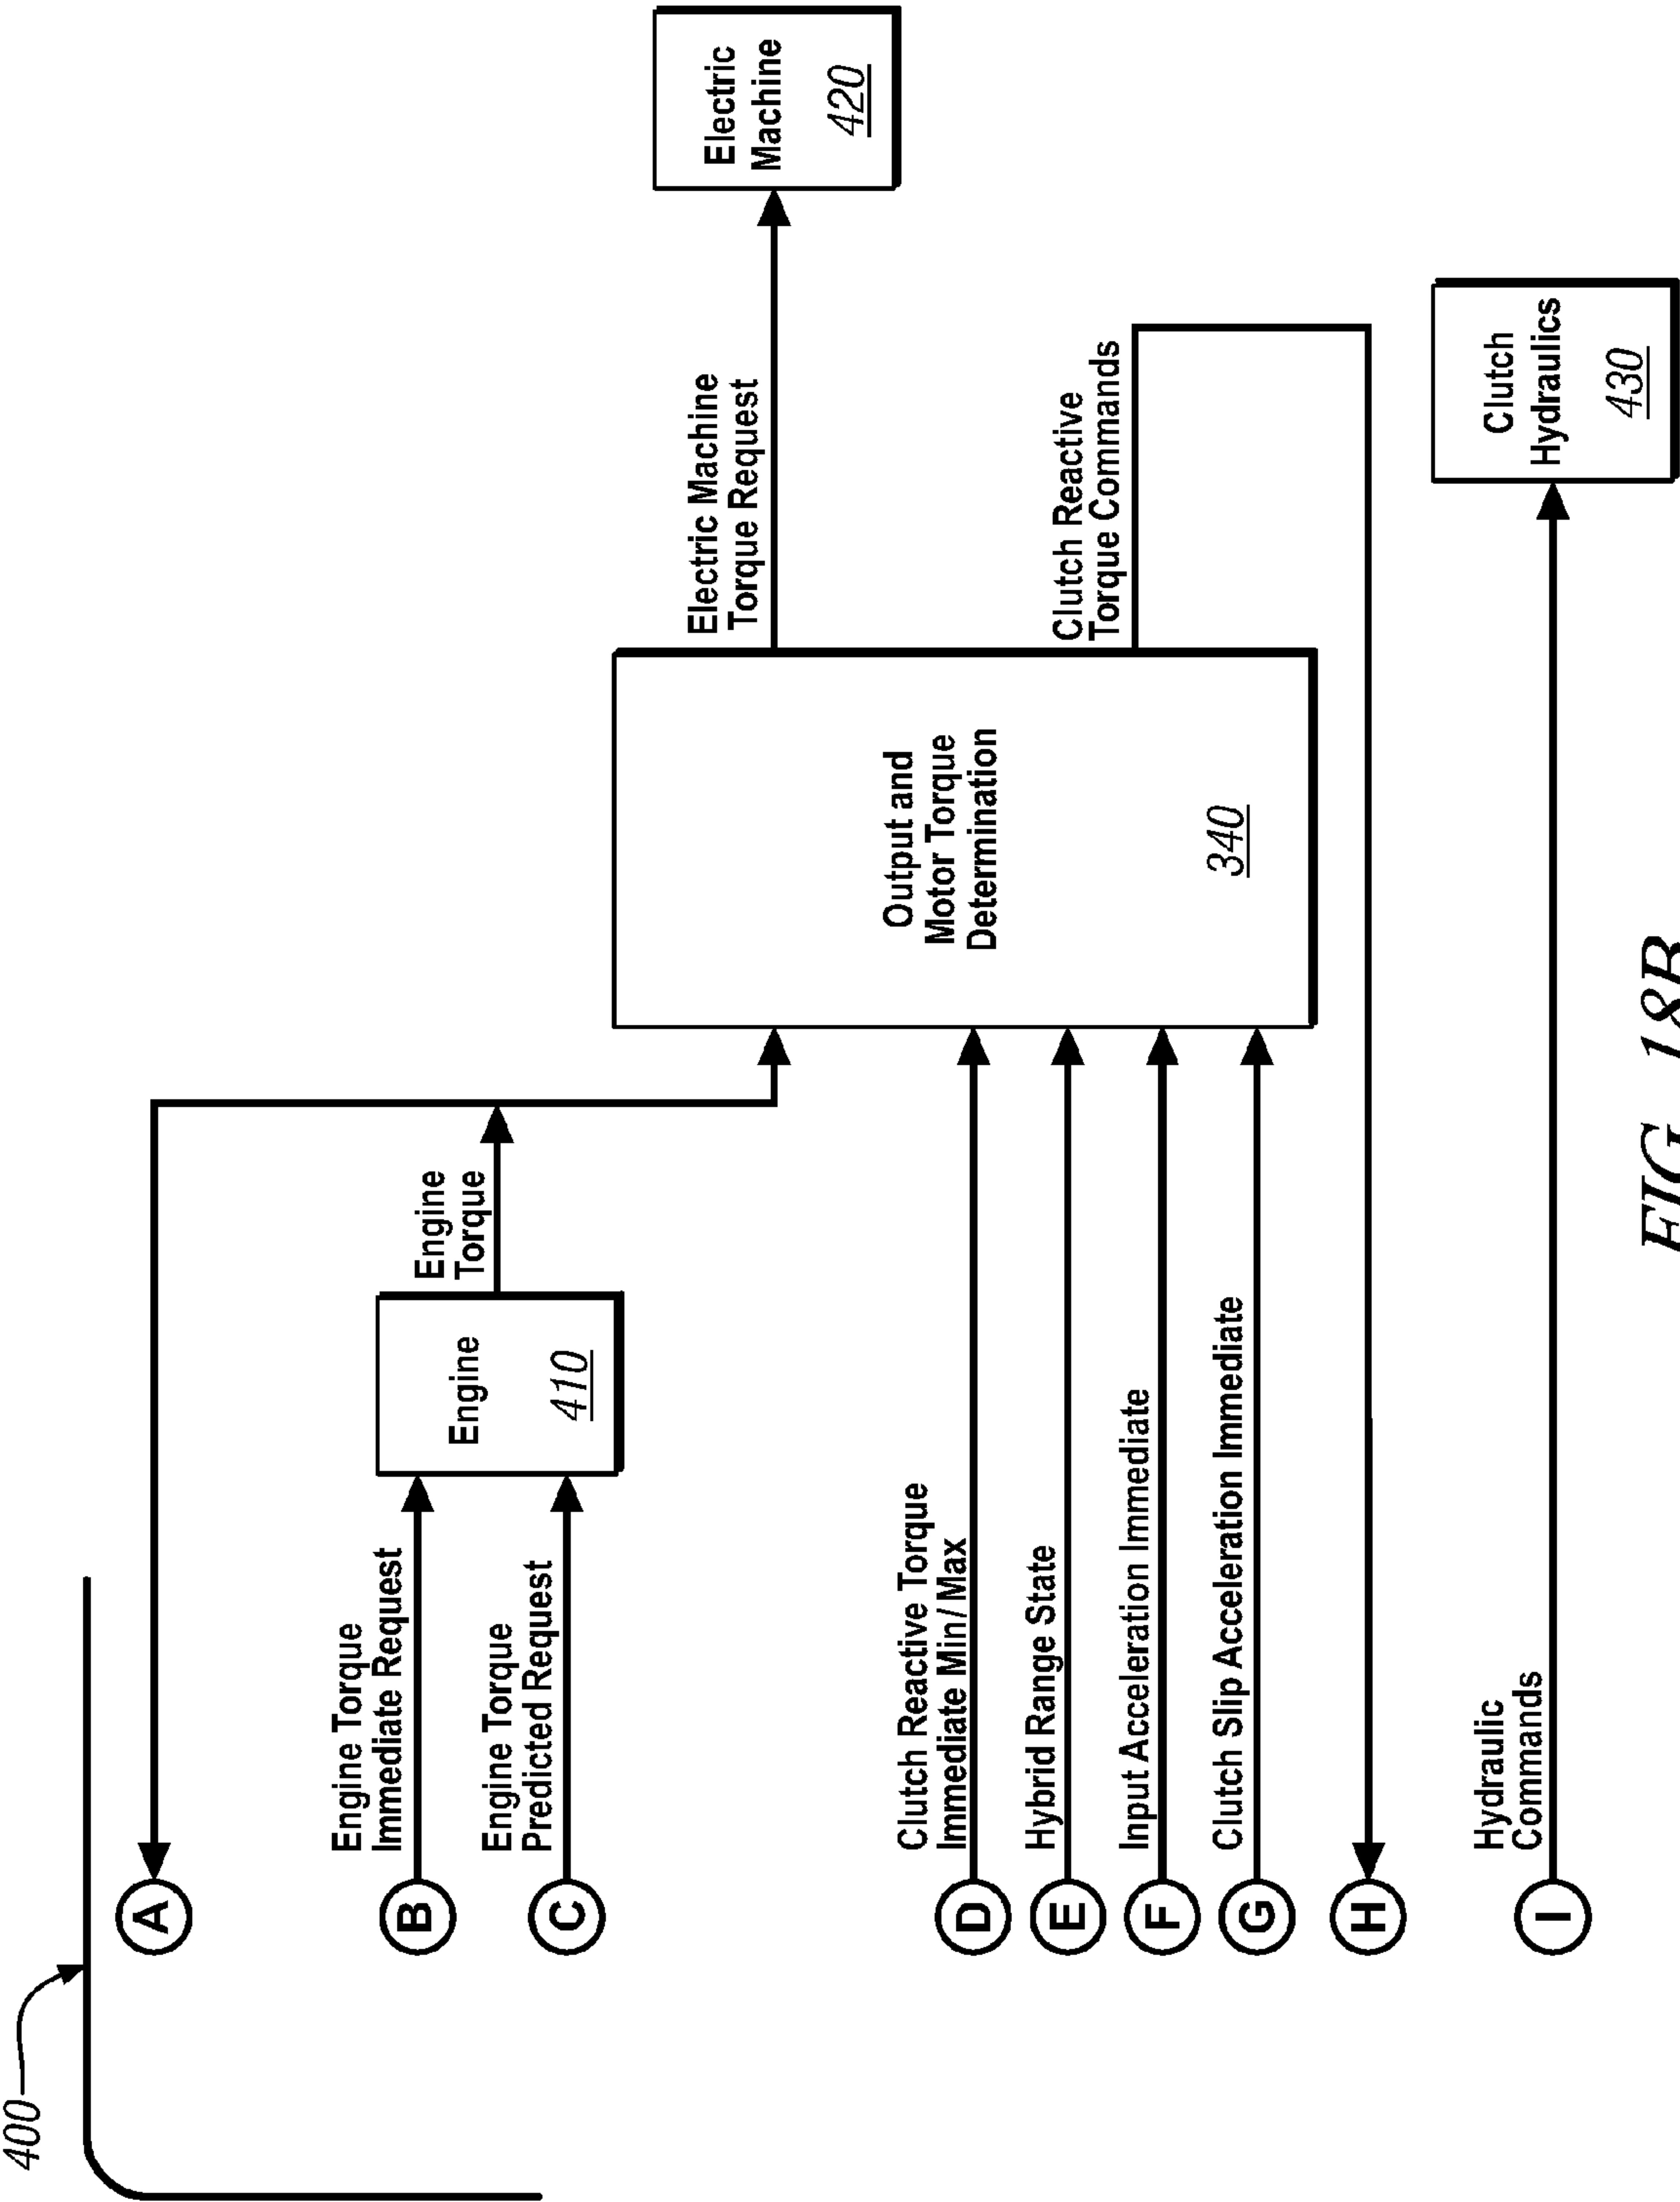 400
A
Engine Torque
Immediate Request
B
Engine Torque
Predicted Request
C
Engine
410
Engine
Torque
Clutch Reactive Torque
Immediate Min/Max
D
Hybrid Range State
E
Input Acceleration Immediate
F
Clutch Slip Acceleration Immediate
G
H
Output and
Motor Torque
Determination
340
Electric Machine
Torque Request
Electric
Machine
420
Clutch Reactive
Torque Commands
Hydraulic
Commands
I
Clutch
Hydraulics
430
FIG. 18B